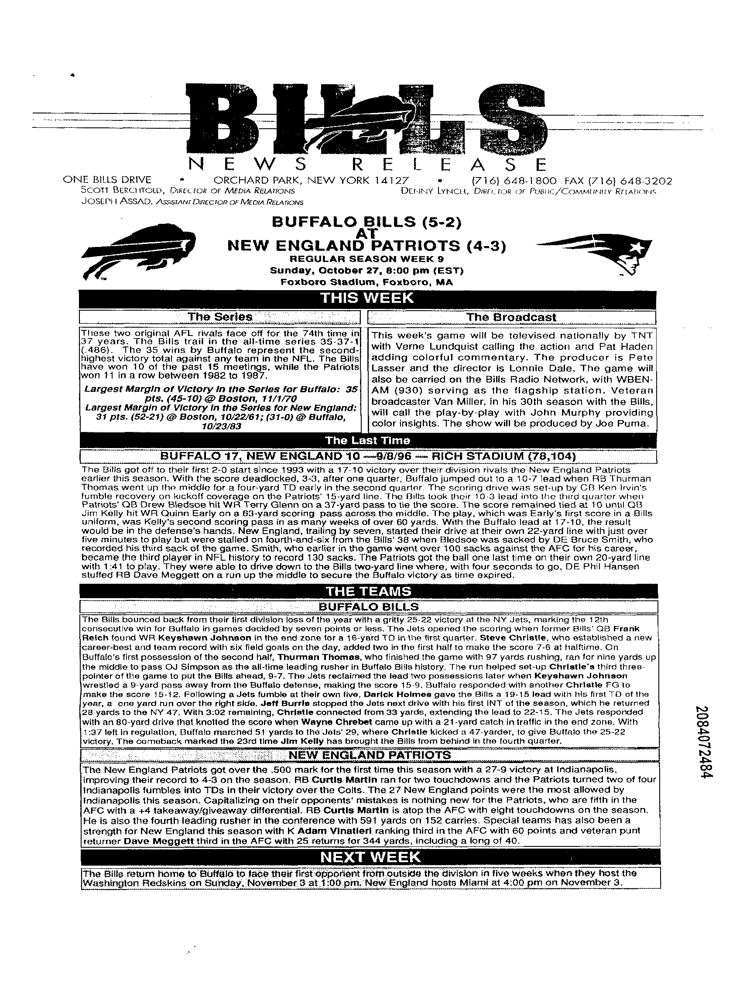 BILLS
NEWS RELEASE
ONE BILLS DRIVE • ORCHARD PARK, NEW YORK 14127 • (716) 648-1800 FAX (716) 648-3202
SCOTT BERCHTOLD, DIRECTOR OF MEDIA RELATIONS DENNY LYNCH, DIRECTOR OF PUBLIC/COMMUNITY RELATIONS
JOSEPH ASSAD, ASSISTANT DIRECTOR OF MEDIA RELATIONS
BUFFALO BILLS (5-2)
AT
NEW ENGLAND PATRIOTS (4-3)
REGULAR SEASON WEEK 9
Sunday, October 27, 8:00 pm (EST)
Foxboro Stadium, Foxboro, MA
THIS WEEK
The Series
These two original AFL rivals face off for the 74th time in
37 years. The Bills trail in the all-time series 35-37-1
(.486). The 35 wins by Buffalo represent the second-
highest victory total against any team in the NFL. The Bills
have won 10 of the past 15 meetings, while the Patriots
won 11 in a row between 1982 to 1987.
Largest Margin of Victory in the Series for Buffalo: 35
pts. (45-10) @ Boston, 11/1/70
Largest Margin of Victory in the Series for New England:
31 pts. (52-21) @ Boston, 10/22/61; (31-0) @ Buffalo,
10/23/83
The Broadcast
This week's game will be televised nationally by TNT
with Verne Lundquist calling the action and Pat Haden
adding colorful commentary. The producer is Pete
Lasser and the director is Lonnie Dale. The game will
also be carried on the Bills Radio Network, with WBEN-
AM (930) serving as the flagship station. Veteran
broadcaster Van Miller, in his 30th season with the Bills,
will call the play-by-play with John Murphy providing
color insights. The show will be produced by Joe Puma.
The Last Time
BUFFALO 17, NEW ENGLAND 10 —9/8/96 — RICH STADIUM (78,104)
The Bills got off to their first 2-0 start since 1993 with a 17-10 victory over their division rivals the New England Patriots
earlier this season. With the score deadlocked, 3-3, after one quarter, Buffalo jumped out to a 10-7 lead when RB Thurman
Thomas went up the middle for a four-yard TD early in the second quarter. The scoring drive was set-up by CB Ken Irvin's
fumble recovery on kickoff coverage on the Patriots' 15-yard line. The Bills took their 10-3 lead into the third quarter when
Patriots' QB Drew Bledsoe hit WR Terry Glenn on a 37-yard pass to tie the score. The score remained tied at 10 until QB
Jim Kelly hit WR Quinn Early on a 63-yard scoring pass across the middle. The play, which was Early's first score in a Bills
uniform, was Kelly's second scoring pass in as many weeks of over 60 yards. With the Buffalo lead at 17-10, the result
would be in the defense's hands. New England, trailing by seven, started their drive at their own 22-yard line with just over
five minutes to play but were stalled on fourth-and-six from the Bills' 38 when Bledsoe was sacked by DE Bruce Smith, who
recorded his third sack of the game. Smith, who earlier in the game went over 100 sacks against the AFC for his career,
became the third player in NFL history to record 130 sacks. The Patriots got the ball one last time on their own 20-yard line
with 1:41 to play. They were able to drive down to the Bills two-yard line where, with four seconds to go, DE Phil Hansen
stuffed RB Dave Meggett on a run up the middle to secure the Buffalo victory as time expired.
THE TEAMS
BUFFALO BILLS
The Bills bounced back from their first division loss of the year with a gritty 25-22 victory at the NY Jets, marking the 12th
consecutive win for Buffalo in games decided by seven points or less. The Jets opened the scoring when former Bills' QB Frank
Reich found WR Keyshawn Johnson in the end zone for a 16-yard TD in the first quarter. Steve Christie, who established a new
career-best and team record with six field goals on the day, added two in the first half to make the score 7-6 at halftime. On
Buffalo's first possession of the second half, Thurman Thomas, who finished the game with 97 yards rushing, ran for nine yards up
the middle to pass OJ Simpson as the all-time leading rusher in Buffalo Bills history. The run helped set-up Christie's third three-
pointer of the game to put the Bills ahead, 9-7. The Jets reclaimed the lead two possessions later when Keyshawn Johnson
wrestled a 9-yard pass away from the Buffalo defense, making the score 15-9. Buffalo responded with another Christie FG to
make the score 15-12. Following a Jets fumble at their own five, Darick Holmes gave the Bills a 19-15 lead with his first TD of the
year, a one yard run over the right side. Jeff Burris stopped the Jets next drive with his first INT of the season, which he returned
28 yards to the NY 47. With 3:02 remaining, Christie connected from 33 yards, extending the lead to 22-15. The Jets responded
with an 80-yard drive that knotted the score when Wayne Chrebet came up with a 21-yard catch in traffic in the end zone. With
1:37 left in regulation, Buffalo marched 51 yards to the Jets' 29, where Christie kicked a 47-yarder, to give Buffalo the 25-22
victory. The comeback marked the 23rd time Jim Kelly has brought the Bills from behind in the fourth quarter.
NEW ENGLAND PATRIOTS
The New England Patriots got over the .500 mark for the first time this season with a 27-9 victory at Indianapolis,
improving their record to 4-3 on the season. RB Curtis Martin ran for two touchdowns and the Patriots turned two of four
Indianapolis fumbles into TDs in their victory over the Colts. The 27 New England points were the most allowed by
Indianapolis this season. Capitalizing on their opponents' mistakes is nothing new for the Patriots, who are fifth in the
AFC with a +4 takeaway/giveaway differential. RB Curtis Martin is atop the AFC with eight touchdowns on the season.
He is also the fourth leading rusher in the conference with 591 yards on 152 carries. Special teams has also been a
strength for New England this season with K Adam Vinatieri ranking third in the AFC with 60 points and veteran punt
returner Dave Meggett third in the AFC with 25 returns for 344 yards, including a long of 40.
NEXT WEEK
The Bills return home to Buffalo to face their first opponent from outside the division in five weeks when they host the
Washington Redskins on Sunday, November 3 at 1:00 pm. New England hosts Miami at 4:00 pm on November 3.
2084072484